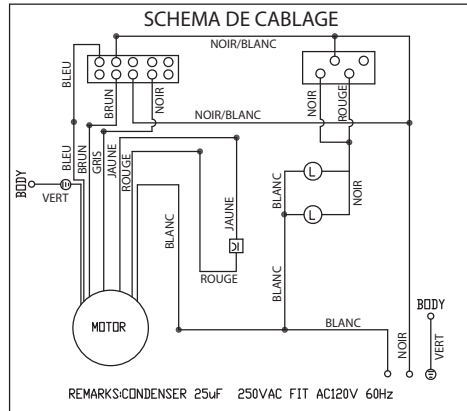 SCHEMA DE CABLAGE
NOIR/BLANC
BLEU
BRUN
NOIR
NOIR
ROUGE
NOIR/BLANC
BLEU
BRUN
GRIS
JAUNE
ROUGE
BODY
VERT
BLANC
JAUNE
BLANC
L
NOIR
L
ROUGE
BLANC
BODY
MOTOR
BLANC
NOIR
VERT
REMARKS:CONDENSER 25uF 250VAC FIT AC120V 60Hz